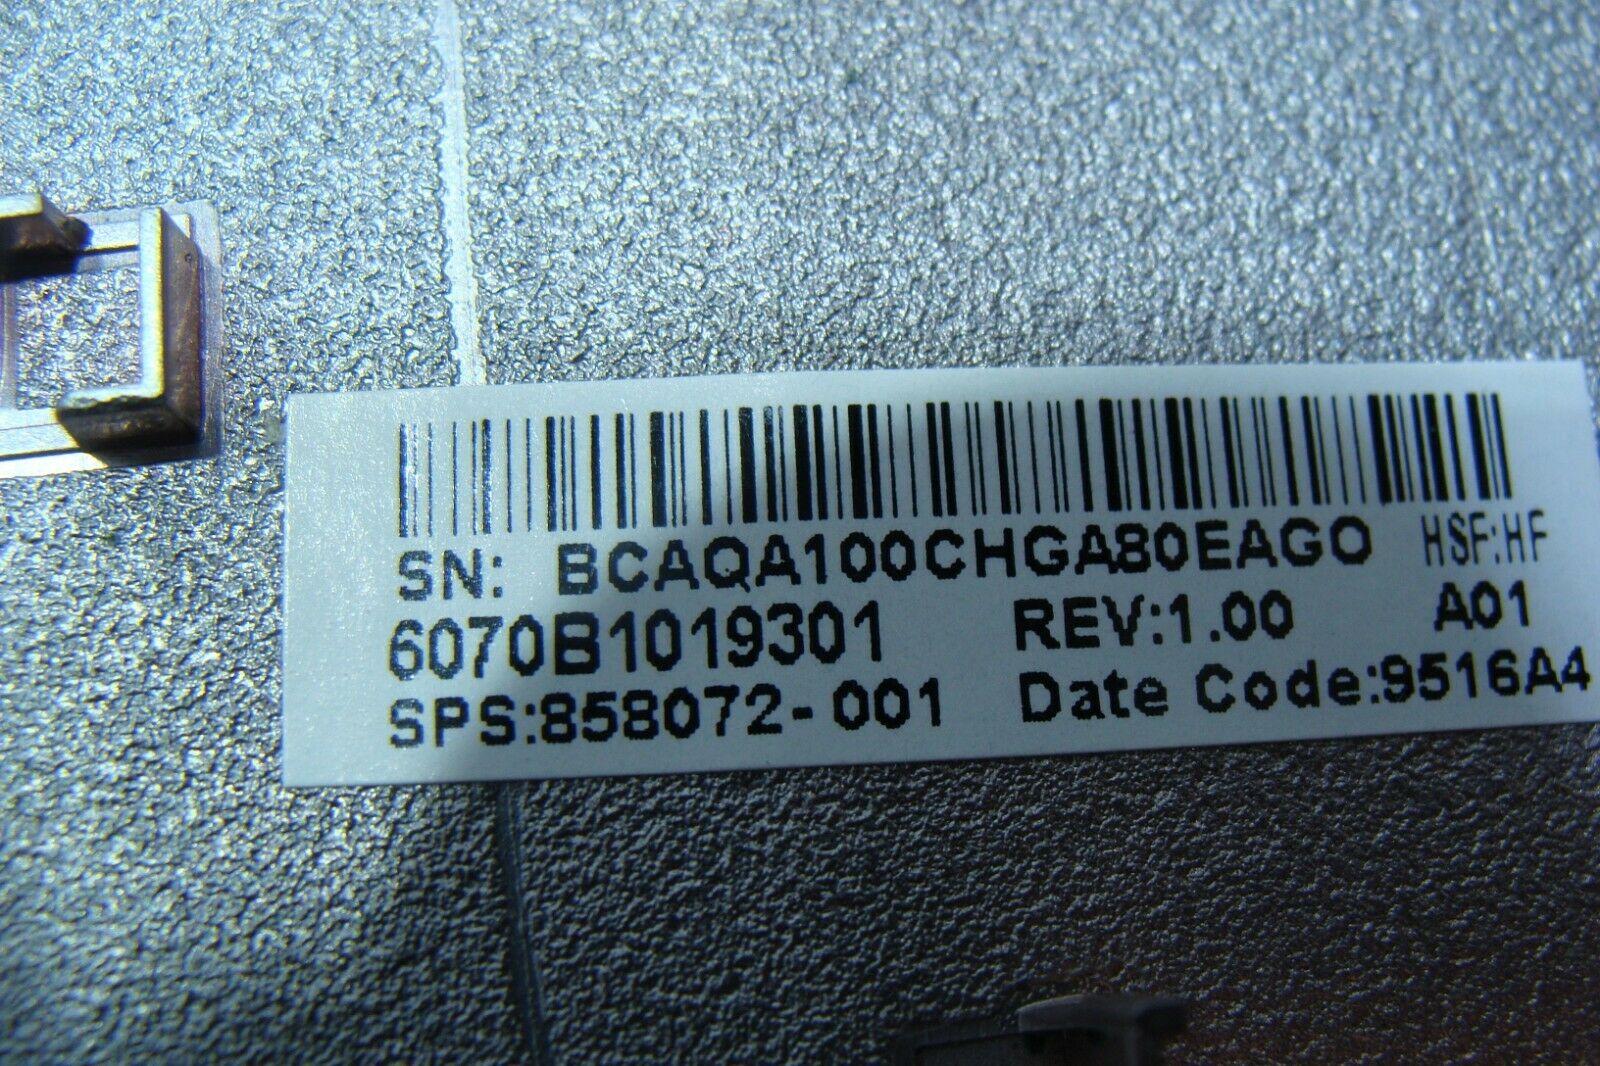 SN: BCAQA100CHGA80EAGO HSF:HF
6070B1019301 REV:1.00 A01
SPS:858072-001 Date Code:9516A4